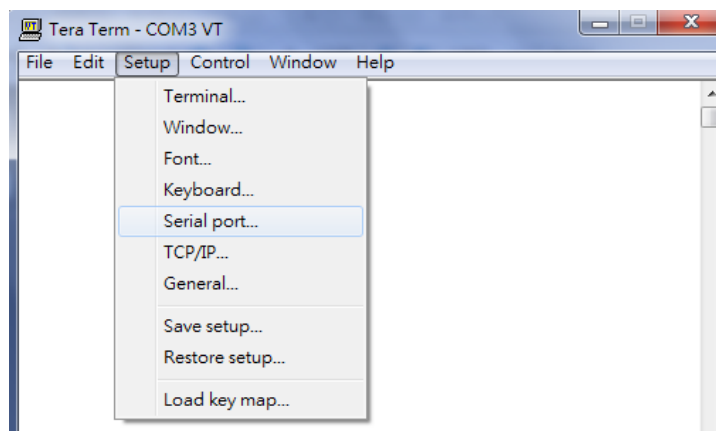 Tera Term - COM3 VT
File Edit Setup Control Window Help
Terminal...
Window...
Font...
Keyboard...
Serial port...
TCP/IP...
General...
Save setup...
Restore setup...
Load key map...